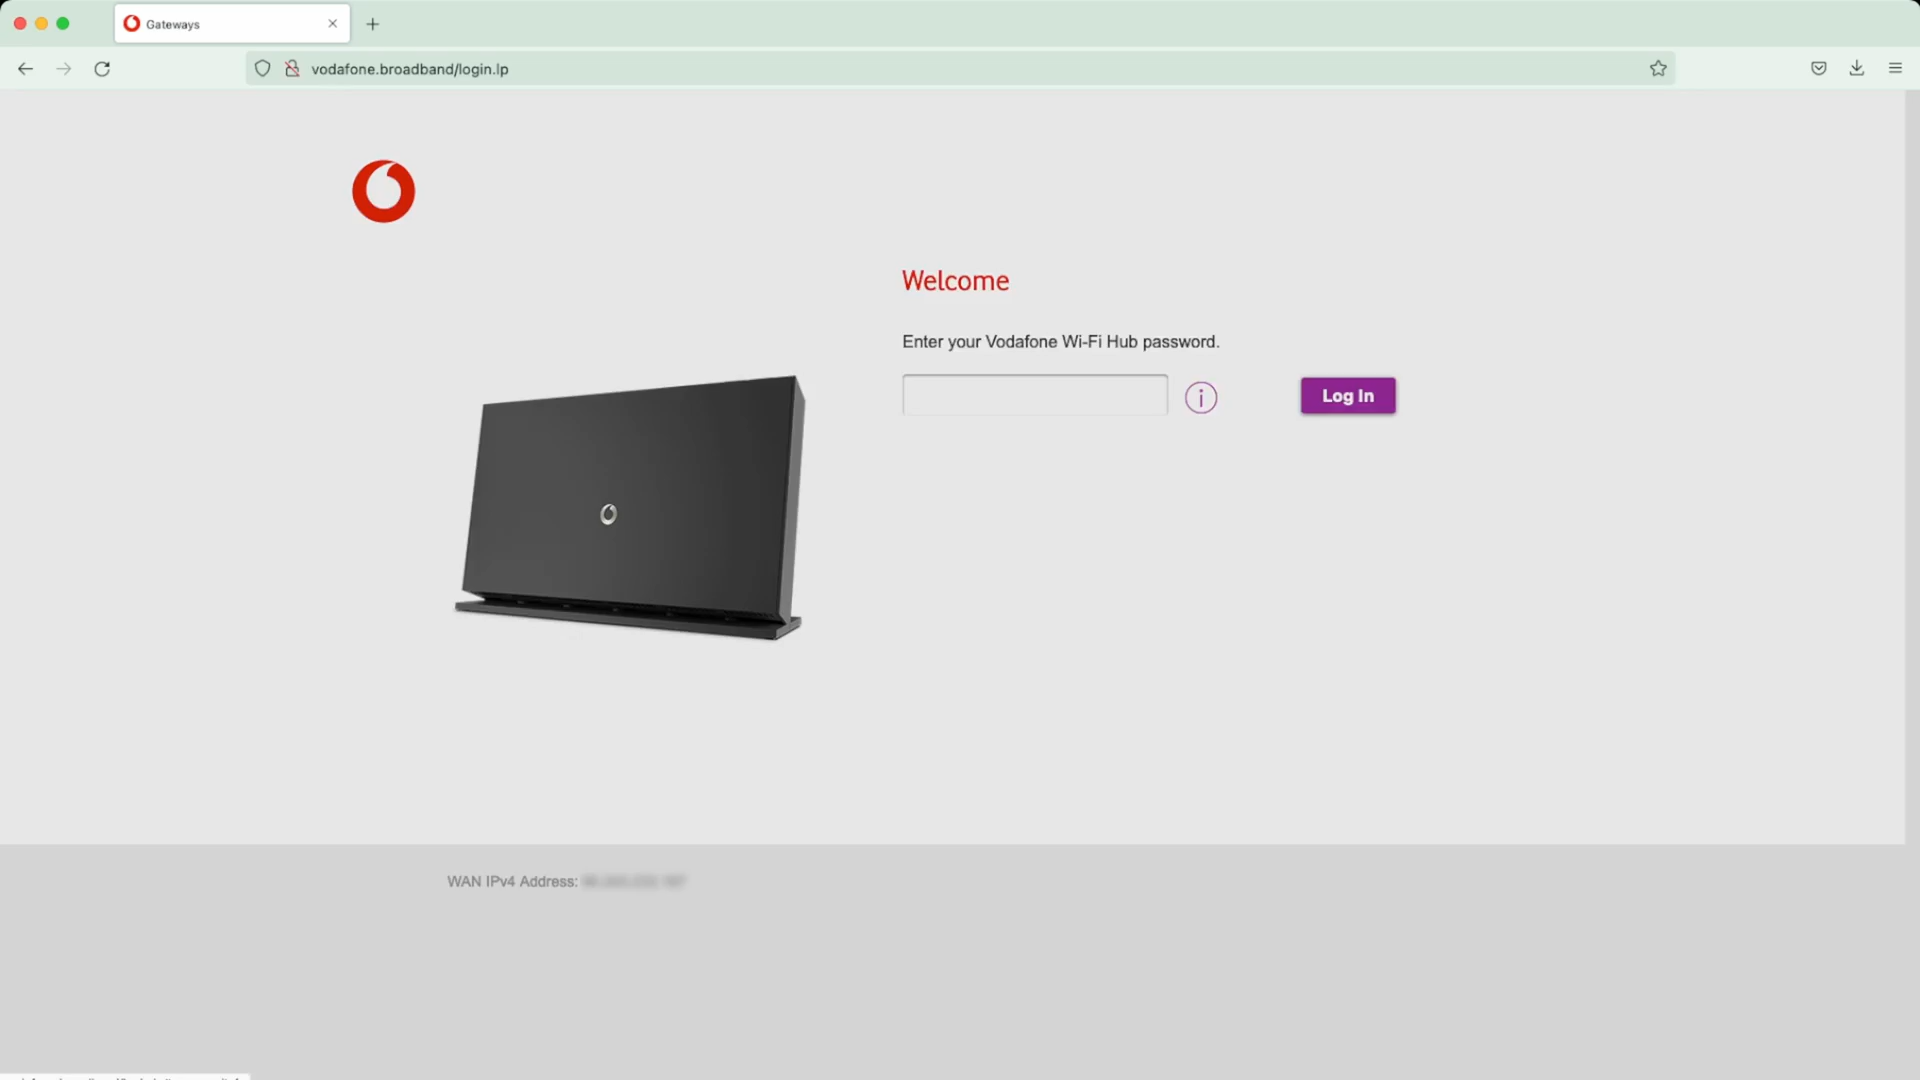 Gateways
vodafone.broadband/login.lp
Welcome
Enter your Vodafone Wi-Fi Hub password.
Log In
WAN IPv4 Address: